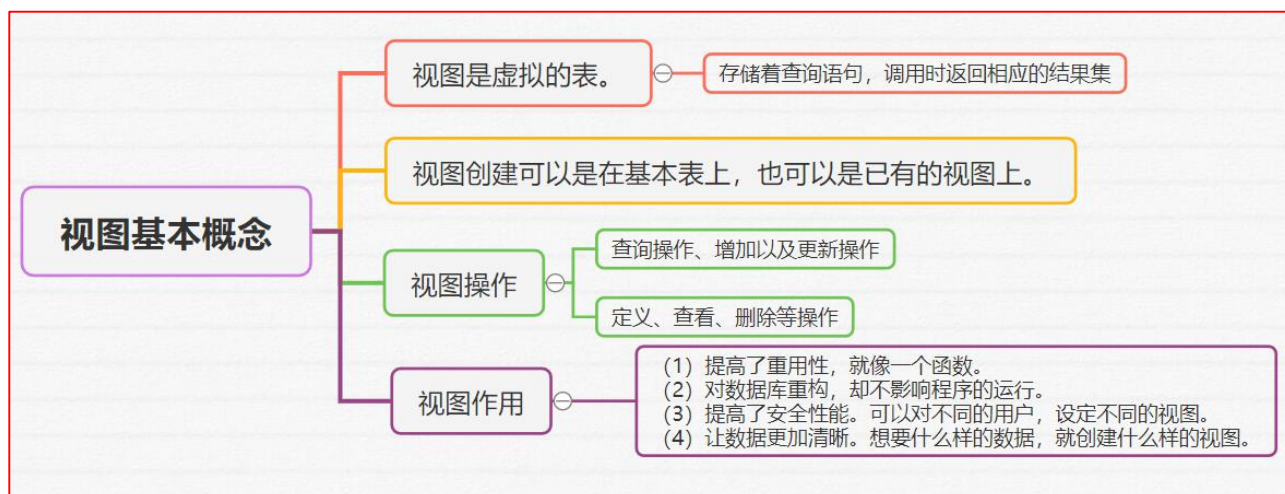 视图基本概念
视图是虚拟的表。
存储着查询语句，调用时返回相应的结果集
视图创建可以是在基本表上，也可以是已有的视图上。
视图操作
查询操作、增加以及更新操作
定义、查看、删除等操作
视图作用
（1）提高了重用性，就像一个函数。
（2）对数据库重构，却不影响程序的运行。
（3）提高了安全性能。可以对不同的用户，设定不同的视图。
（4）让数据更加清晰。想要什么样的数据，就创建什么样的视图。